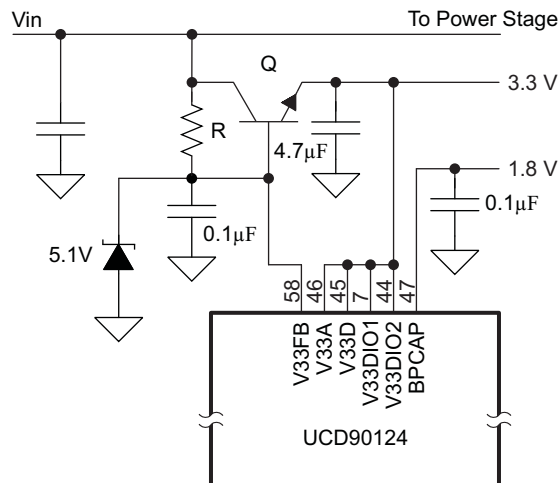 Vin
To Power Stage
Q
3.3 V
R
4.7µF
1.8 V
0.1µF
0.1µF
5.1V
58
46
45
7
44
47
V33FB
V33A
V33D
V33DIO1
V33DIO2
BPCAP
UCD90124